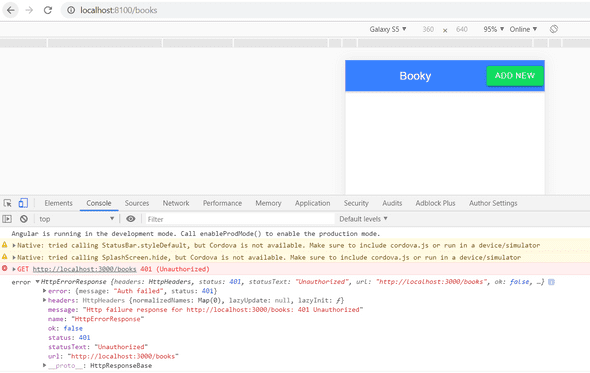 localhost:8100/books
Galaxy S5 ▼ 360 × 640 95% ▼ Online ▼
Booky ADD NEW
Elements Console Sources Network Performance Memory Application Security Audits Adblock Plus Author Settings
top ▼ Filter Default levels ▼
Angular is running in the development mode. Call enableProdMode() to enable the production mode.
▶Native: tried calling StatusBar.styleDefault, but Cordova is not available. Make sure to include cordova.js or run in a device/simulator
▶Native: tried calling SplashScreen.hide, but Cordova is not available. Make sure to include cordova.js or run in a device/simulator
▶GET http://localhost:3000/books 401 (Unauthorized)
error ▼HttpErrorResponse {headers: HttpHeaders, status: 401, statusText: "Unauthorized", url: "http://localhost:3000/books", ok: false, …}
▶error: {message: "Auth failed", status: 401}
▶headers: HttpHeaders {normalizedNames: Map(0), lazyUpdate: null, lazyInit: ƒ}
message: "Http failure response for http://localhost:3000/books: 401 Unauthorized"
name: "HttpErrorResponse"
ok: false
status: 401
statusText: "Unauthorized"
url: "http://localhost:3000/books"
▶__proto__: HttpResponseBase